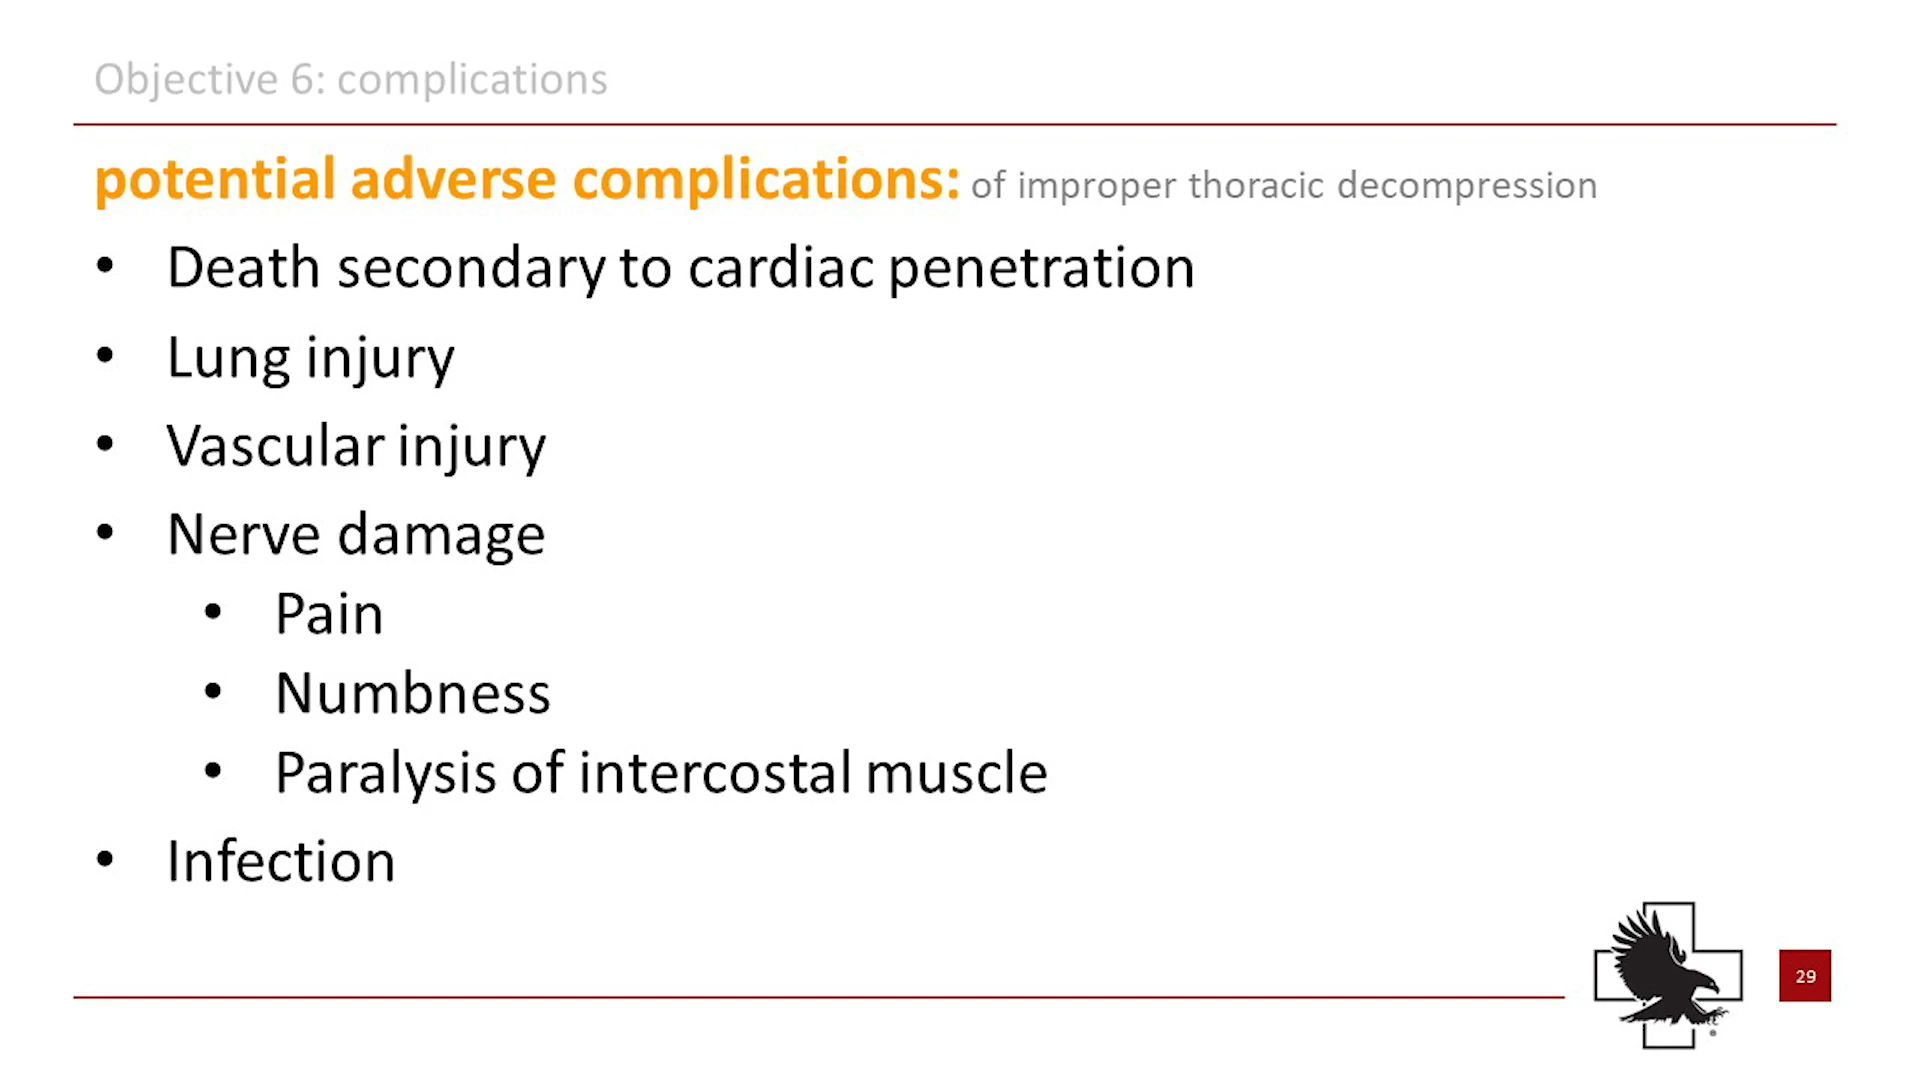 Objective 6: complications
potential adverse complications: of improper thoracic decompression
• Death secondary to cardiac penetration
• Lung injury
• Vascular injury
• Nerve damage
• Pain
• Numbness
• Paralysis of intercostal muscle
• Infection
29
®